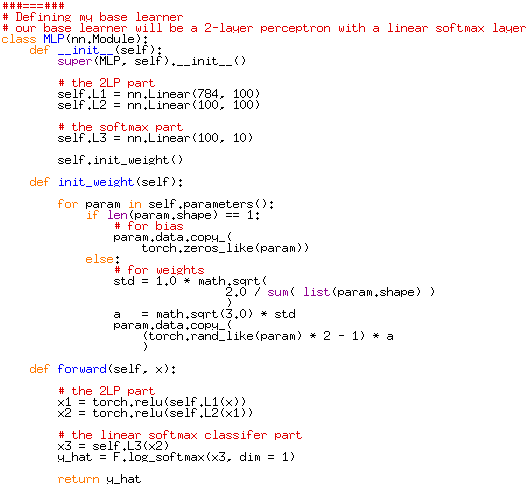 ###===###
# Defining my base learner
# our base learner will be a 2-layer perceptron with a linear softmax layer
class MLP(nn.Module):
    def __init__(self):
        super(MLP, self).__init__()

        # the 2LP part
        self.L1 = nn.Linear(784, 100)
        self.L2 = nn.Linear(100, 100)

        # the softmax part
        self.L3 = nn.Linear(100, 10)

        self.init_weight()

    def init_weight(self):

        for param in self.parameters():
            if len(param.shape) == 1:
                # for bias
                param.data.copy_(
                    torch.zeros_like(param))
            else:
                # for weights
                std = 1.0 * math.sqrt(
                                2.0 / sum( list(param.shape) )
                                )
                a   = math.sqrt(3.0) * std
                param.data.copy_(
                    (torch.rand_like(param) * 2 - 1) * a
                    )

    def forward(self, x):

        # the 2LP part
        x1 = torch.relu(self.L1(x))
        x2 = torch.relu(self.L2(x1))

        # the linear softmax classifer part
        x3 = self.L3(x2)
        y_hat = F.log_softmax(x3, dim = 1)

        return y_hat